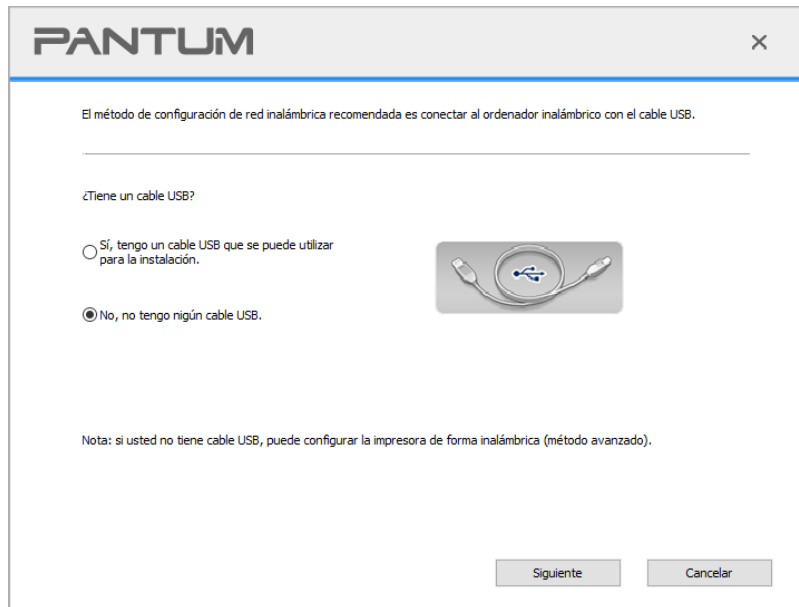 PANTUM
El método de configuración de red inalámbrica recomendada es conectar al ordenador inalámbrico con el cable USB.
¿Tiene un cable USB?
Sí, tengo un cable USB que se puede utilizar
para la instalación.
No, no tengo nigún cable USB.
Nota: si usted no tiene cable USB, puede configurar la impresora de forma inalámbrica (método avanzado).
Siguiente
Cancelar